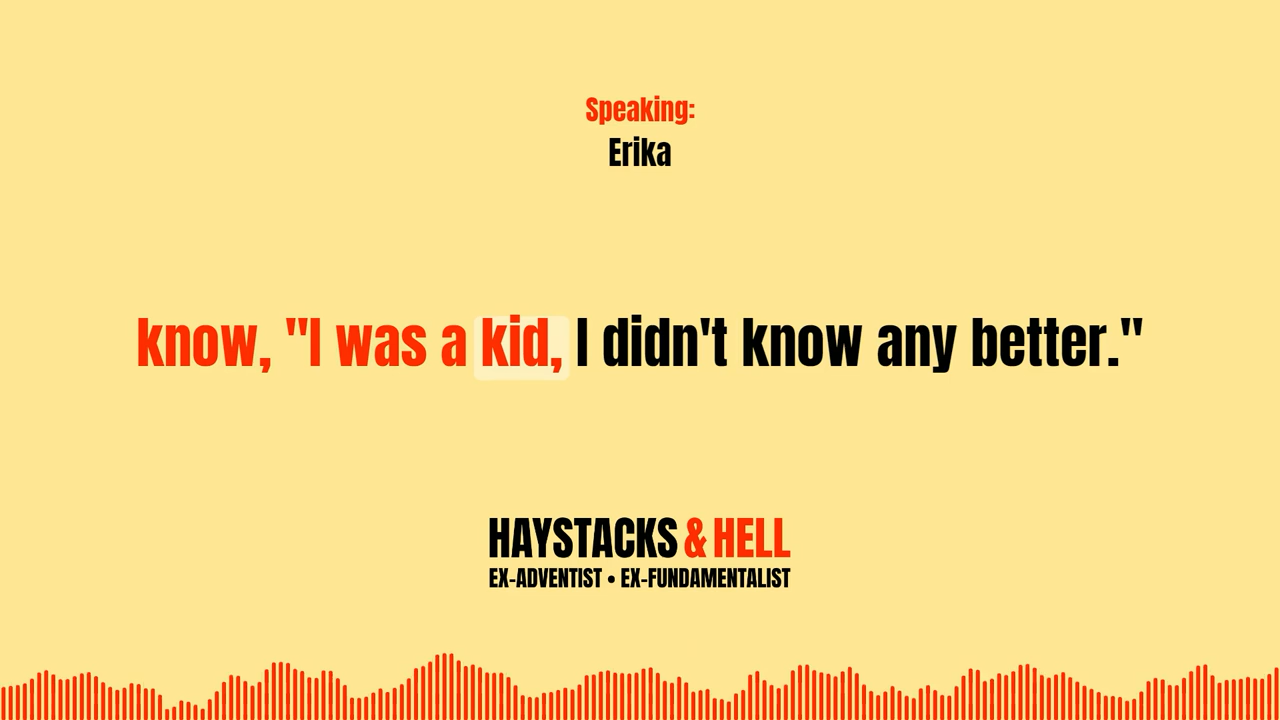 Speaking:
Erika
know, "I was a kid, I didn't know any better."
HAYSTACKS & HELL
EX-ADVENTIST • EX-FUNDAMENTALIST